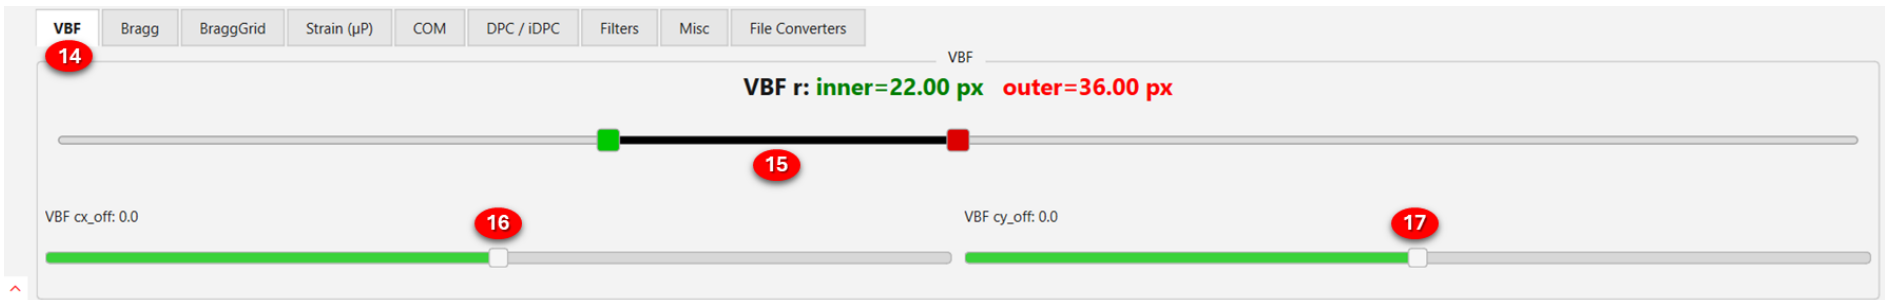 VBF Bragg BraggGrid Strain (µP) COM DPC / iDPC Filters Misc File Converters
14
VBF
VBF r: inner=22.00 px outer=36.00 px
15
VBF cx_off: 0.0 16 VBF cy_off: 0.0 17